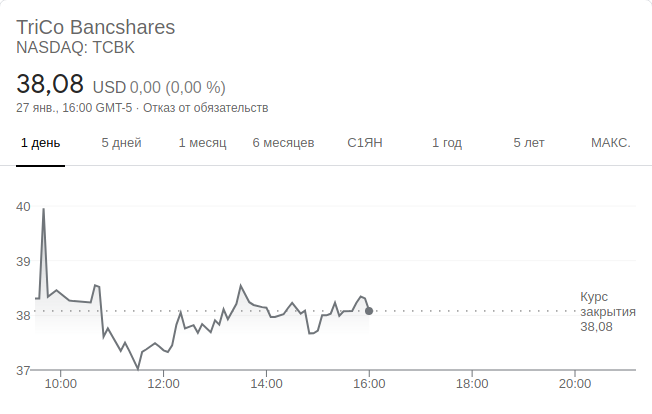 TriCo Bancshares
NASDAQ: TCBK
38,08 USD 0,00 (0,00 %)
27 янв., 16:00 GMT-5 · Отказ от обязательств
1 день 5 дней 1 месяц 6 месяцев С1ЯН 1 год 5 лет МАКС.
40
39
38
37
Курс
закрытия
38,08
10:00 12:00 14:00 16:00 18:00 20:00